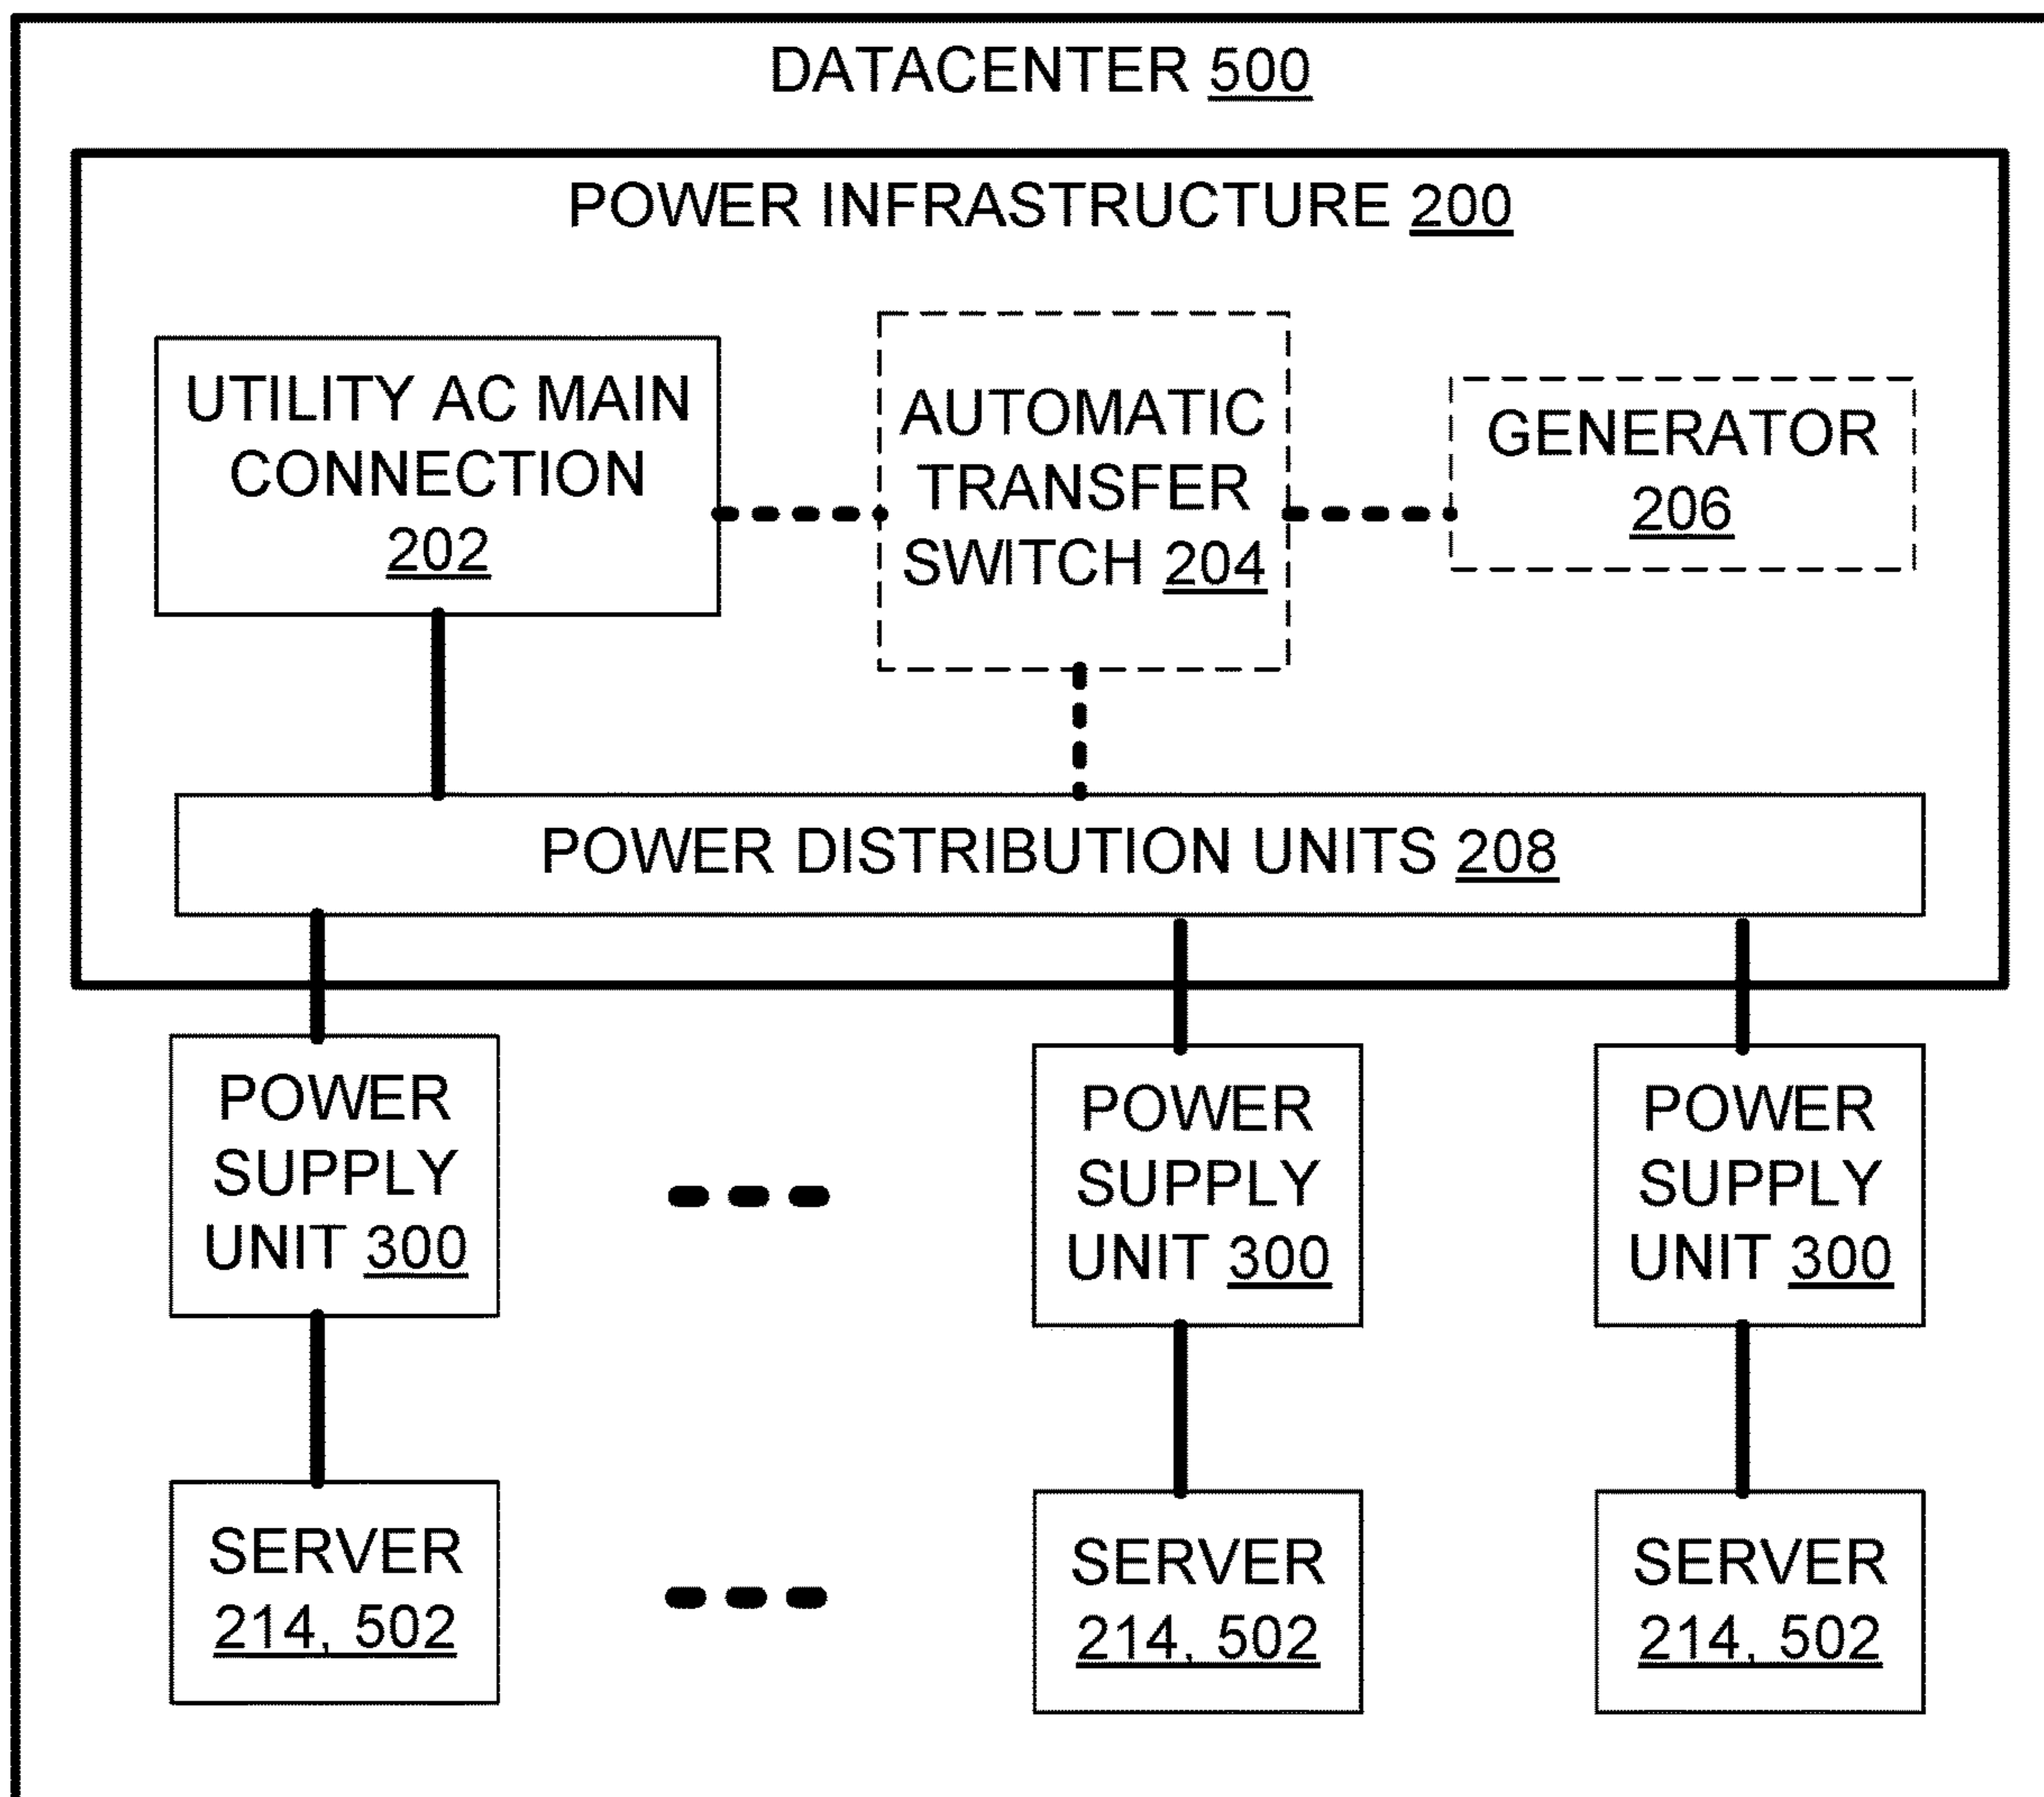 DATACENTER 500
POWER INFRASTRUCTURE 200
UTILITY AC MAIN
CONNECTION
202
AUTOMATIC
TRANSFER
SWITCH 204
GENERATOR
206
POWER DISTRIBUTION UNITS 208
POWER
SUPPLY
UNIT 300
POWER
SUPPLY
UNIT 300
POWER
SUPPLY
UNIT 300
SERVER
214, 502
SERVER
214, 502
SERVER
214, 502